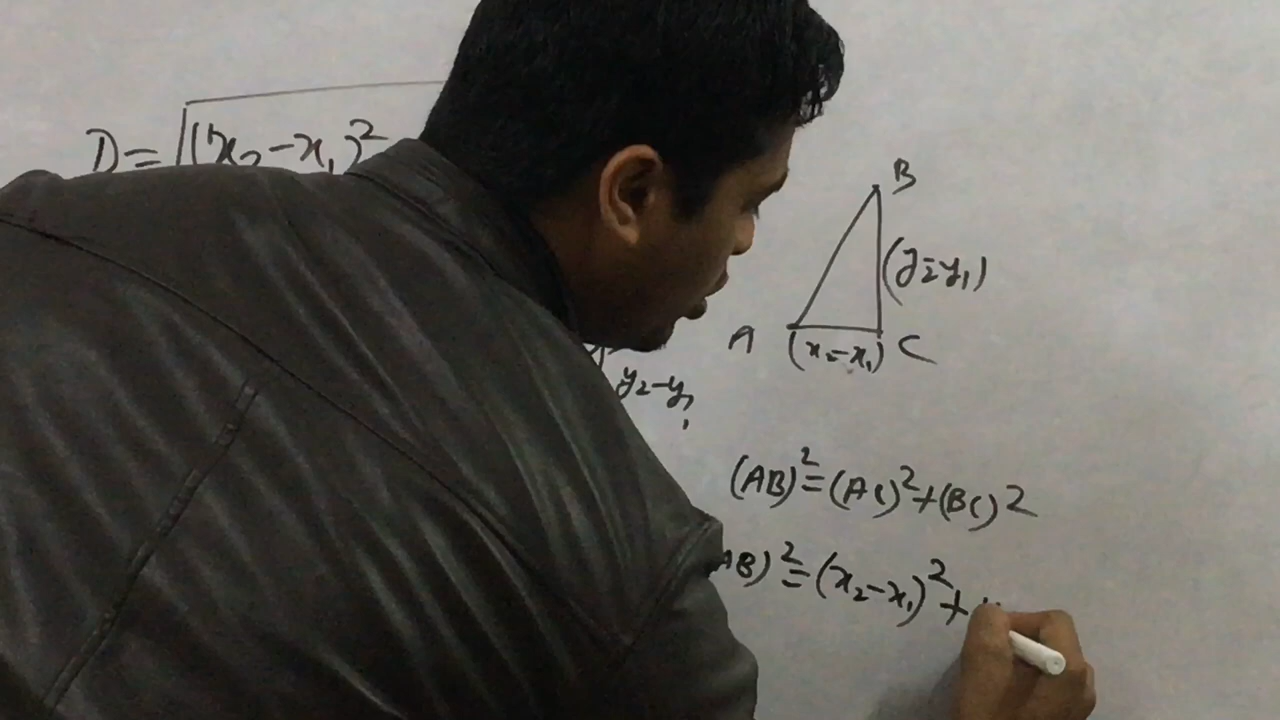 D = √(x₂-x₁)²
B
(y₂-y₁)
A (x₂-x₁) C
y₂-y₁
(AB)²=(AC)²+(BC)²
AB)²=(x₂-x₁)²+